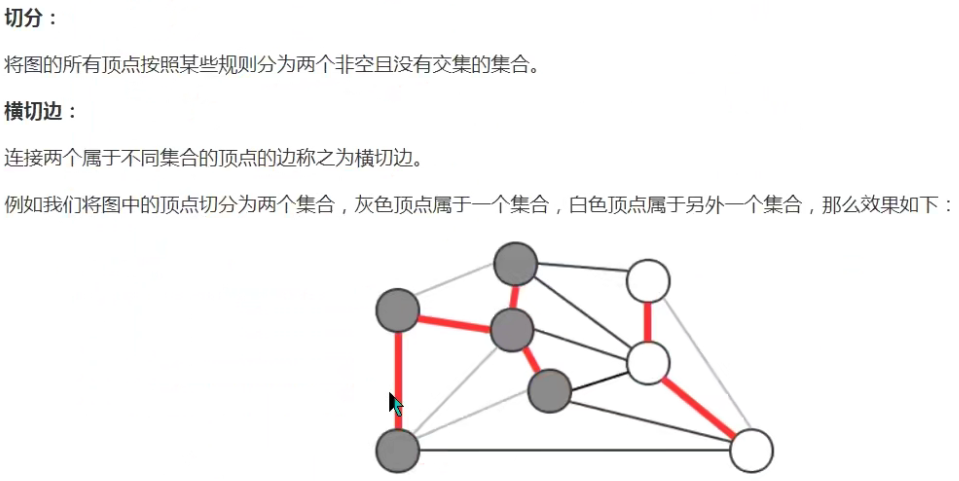 切分：
将图的所有顶点按照某些规则分为两个非空且没有交集的集合。
横切边：
连接两个属于不同集合的顶点的边称之为横切边。
例如我们将图中的顶点切分为两个集合，灰色顶点属于一个集合，白色顶点属于另外一个集合，那么效果如下：